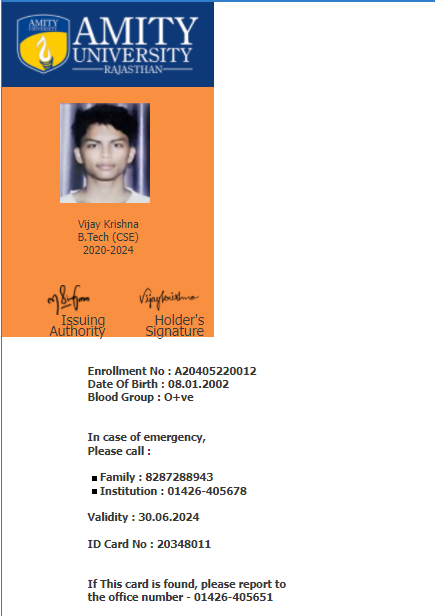 AMITY
UNIVERSITY
AMITY
UNIVERSITY
RAJASTHAN
Vijay Krishna
B.Tech (CSE)
2020-2024
Vijaykrishna
Issuing
Authority
Holder's
Signature
Enrollment No : A20405220012
Date Of Birth : 08.01.2002
Blood Group : O+ve
In case of emergency,
Please call :
Family : 8287288943
Institution : 01426-405678
Validity : 30.06.2024
ID Card No : 20348011
If This card is found, please report to
the office number - 01426-405651